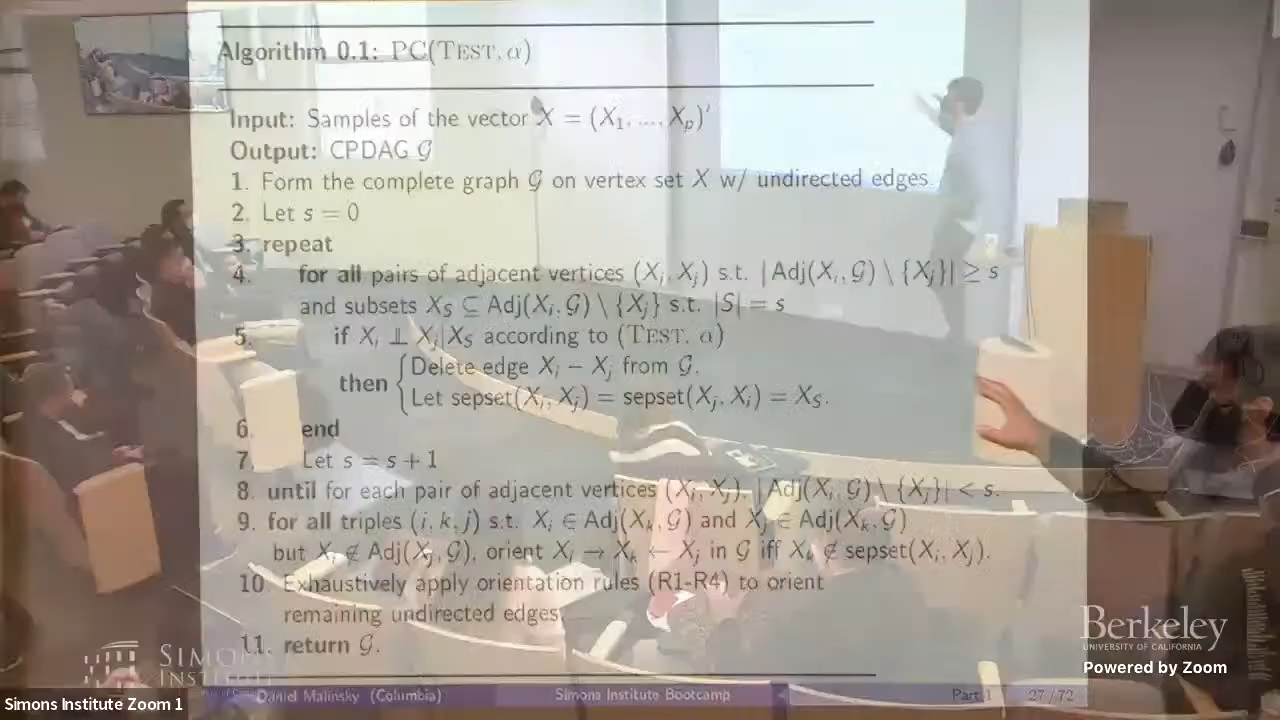 Algorithm 0.1: PC(TEST, α)
Input: Samples of the vector X = (X₁, ..., Xₚ)′
Output: CPDAG 𝒢
1. Form the complete graph 𝒢 on vertex set X w/ undirected edges.
2. Let s = 0
3. repeat
4. for all pairs of adjacent vertices (Xᵢ, Xⱼ) s.t. |Adj(Xᵢ, 𝒢) \ {Xⱼ}| ≥ s
and subsets X_S ⊆ Adj(Xᵢ, 𝒢) \ {Xⱼ} s.t. |S| = s
5. if Xᵢ ⊥⊥ Xⱼ|X_S according to (TEST, α)
then { Delete edge Xᵢ − Xⱼ from 𝒢.
Let sepset(Xᵢ, Xⱼ) = sepset(Xⱼ, Xᵢ) = X_S.
6. end
7. Let s = s + 1
8. until for each pair of adjacent vertices (Xᵢ, Xⱼ), |Adj(Xᵢ, 𝒢) \ {Xⱼ}| < s.
9. for all triples (i, k, j) s.t. Xᵢ ∈ Adj(Xₖ, 𝒢) and Xⱼ ∈ Adj(Xₖ, 𝒢)
but Xᵢ ∉ Adj(Xⱼ, 𝒢), orient Xᵢ → Xₖ ← Xⱼ in 𝒢 iff Xₖ ∉ sepset(Xᵢ, Xⱼ).
10. Exhaustively apply orientation rules (R1-R4) to orient
remaining undirected edges.
11. return 𝒢.
Berkeley
UNIVERSITY OF CALIFORNIA
Powered by Zoom
SIMONS
INSTITUTE
Daniel Malinsky (Columbia) Simons Institute Bootcamp Part 1 27 / 72
Simons Institute Zoom 1